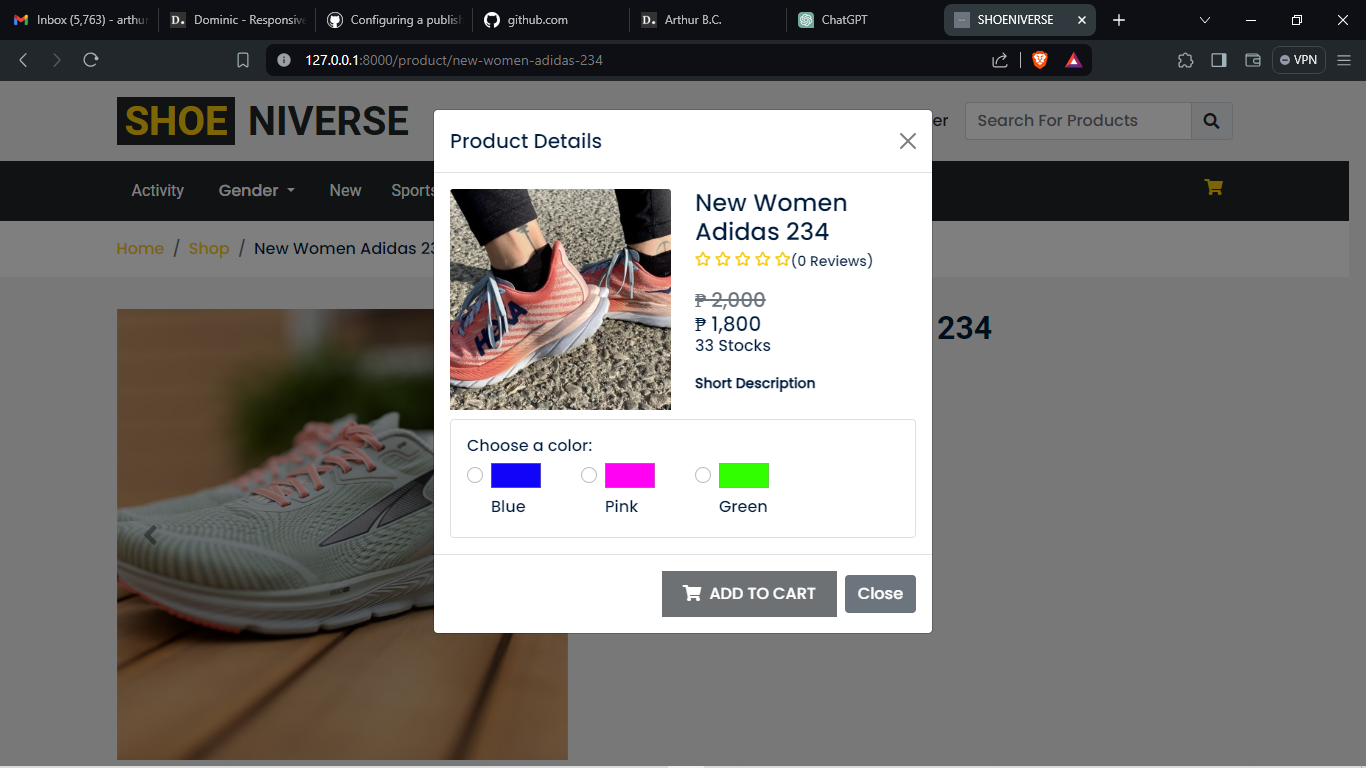 Inbox (5,763) - arthur
Dominic - Responsive
Configuring a publish
github.com
Arthur B.C.
ChatGPT
SHOENIVERSE
127.0.0.1:8000/product/new-women-adidas-234
VPN
SHOE NIVERSE
er
Search For Products
Activity
Gender
New
Sports
Home / Shop / New Women Adidas 23
234
Product Details
HOKA
New Women
Adidas 234
(0 Reviews)
₱ 2,000
₱ 1,800
33 Stocks
Short Description
Choose a color:
Blue
Pink
Green
ADD TO CART
Close